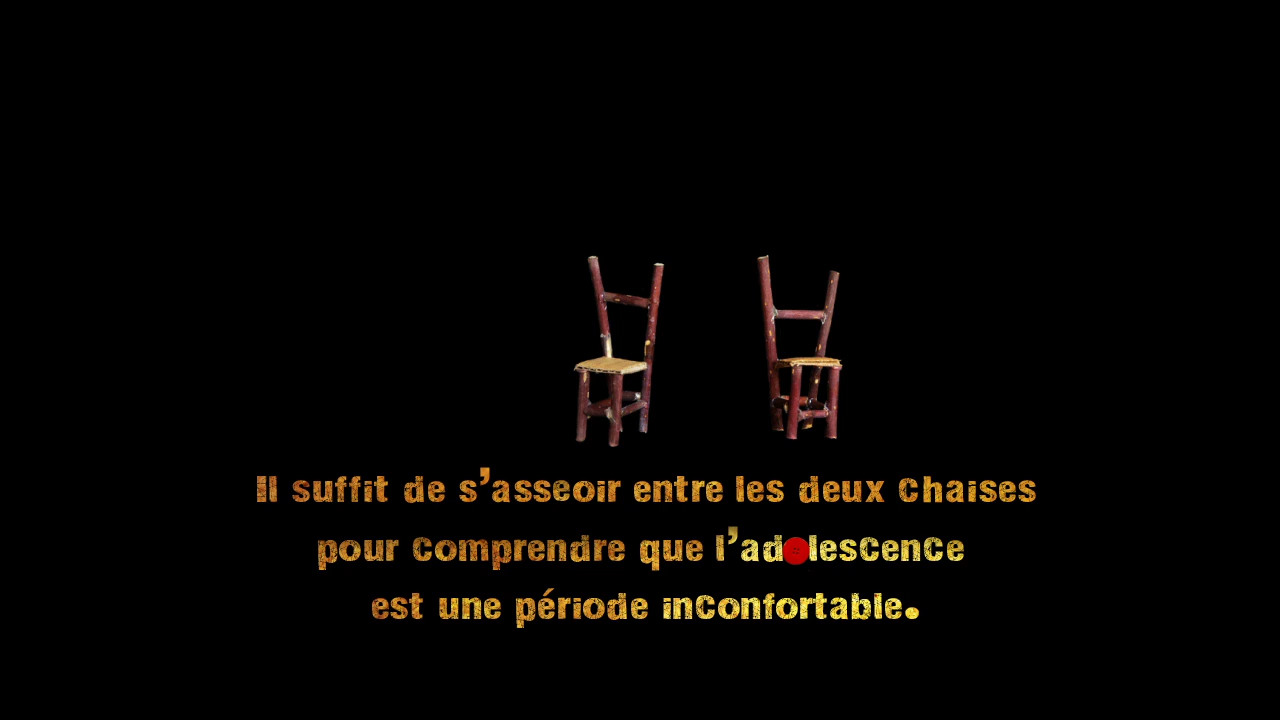 Il suffit de s’asseoir entre les deux chaises
pour comprendre que l’adolescence
est une période inconfortable.